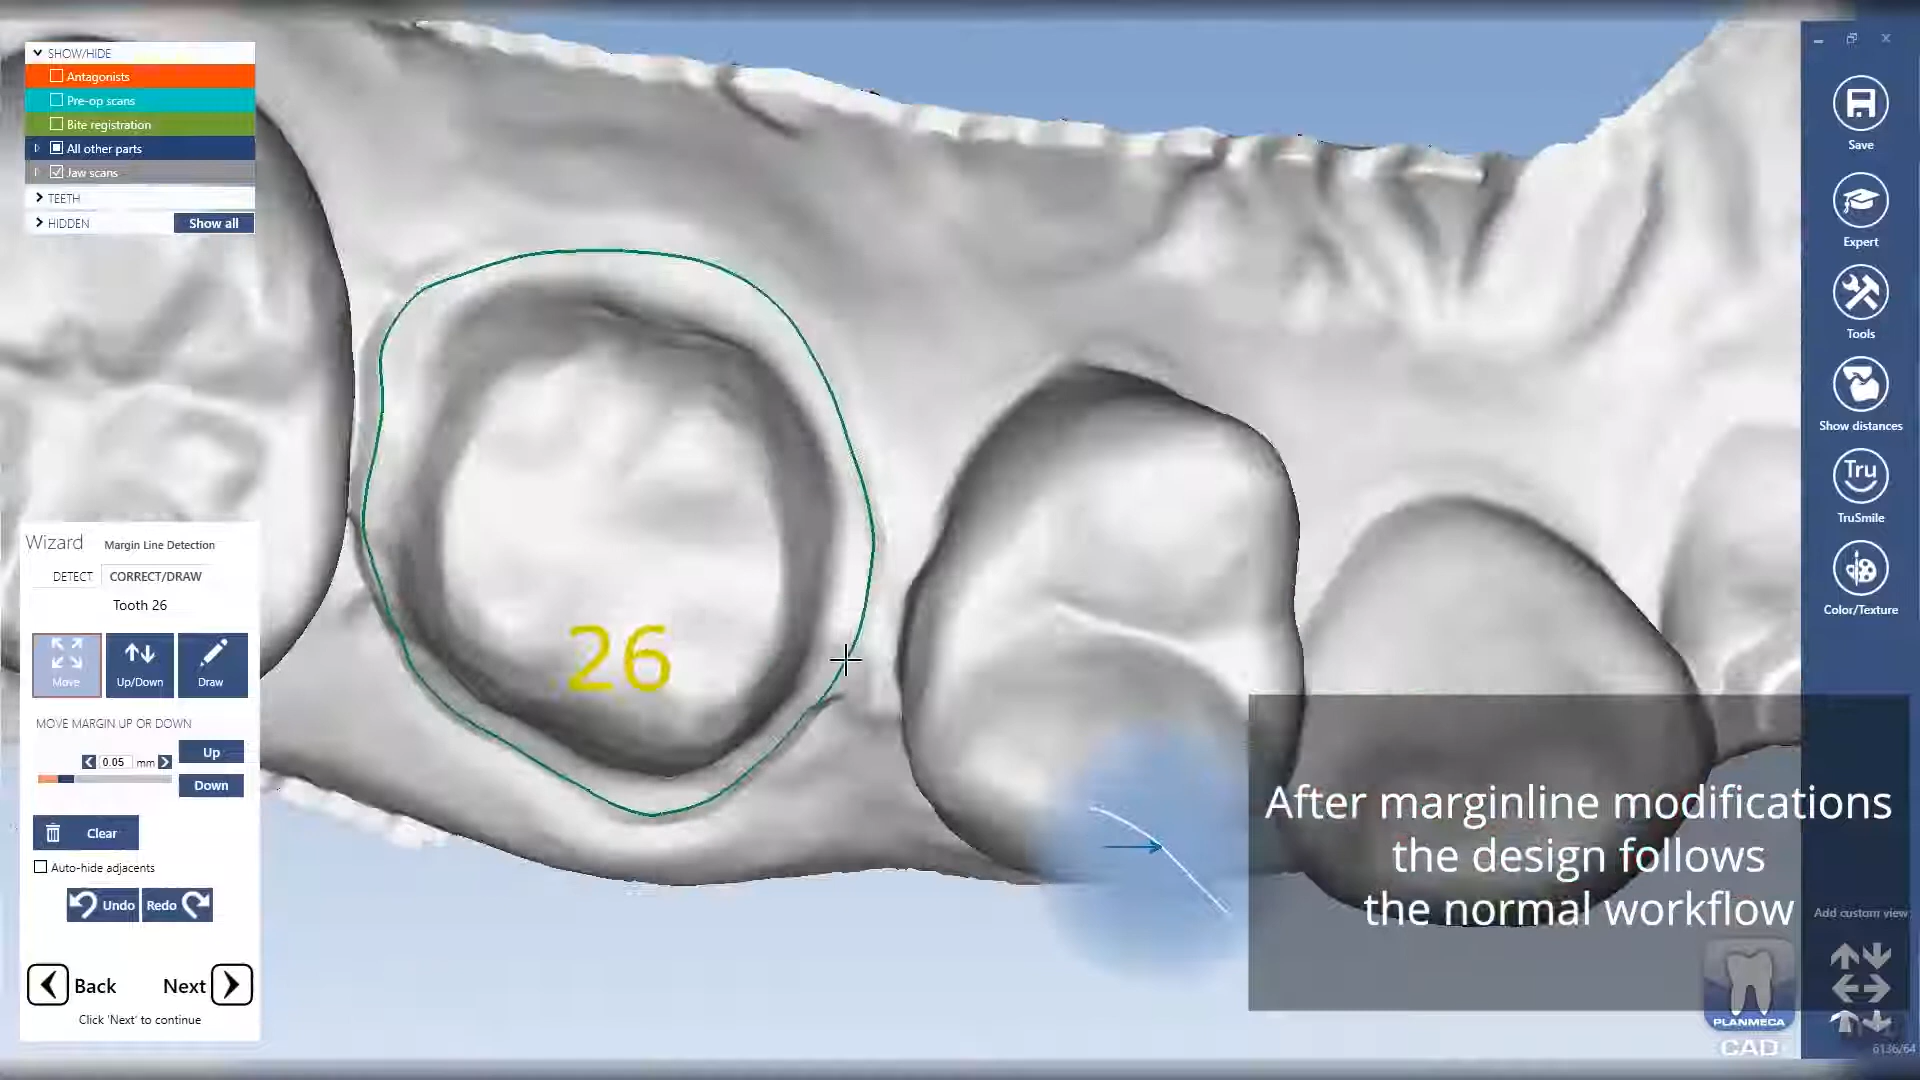 SHOW/HIDE
Antagonists
Pre-op scans
Bite registration
All other parts
Jaw scans
TEETH
HIDDEN
Show all
Wizard Margin Line Detection
DETECT CORRECT/DRAW
Tooth 26
Move Up/Down Draw
MOVE MARGIN UP OR DOWN
0.05 mm
Up
Down
Clear
Auto-hide adjacents
Undo Redo
Back Next
Click 'Next' to continue
26
After marginline modifications
the design follows
the normal workflow
Save
Expert
Tools
Show distances
Tru
TruSmile
Color/Texture
Add custom view
PLANMECA
CAD
6136/64